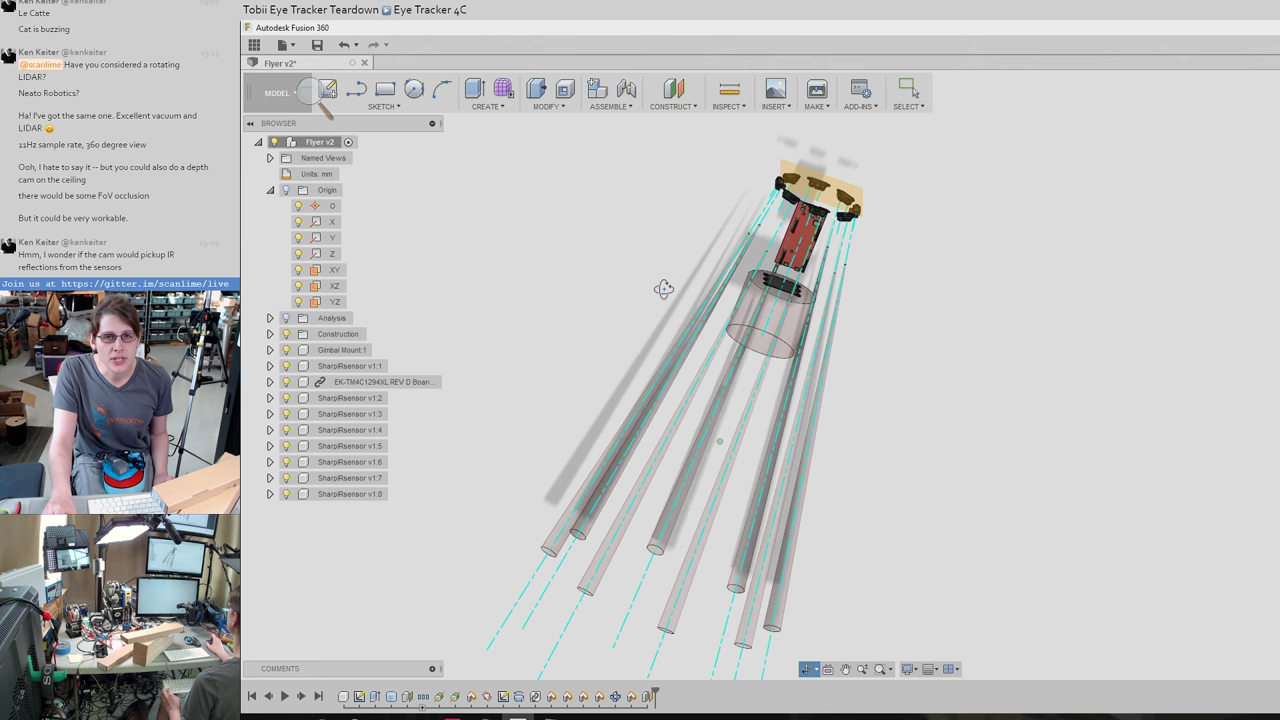 Tobii Eye Tracker Teardown ▶ Eye Tracker 4C
Ken Keiter @kenkeiter
Le Catte
Cat is buzzing
Ken Keiter @kenkeiter 19:13
@scanlime Have you considered a rotating
LIDAR?
Neato Robotics?
Ha! I've got the same one. Excellent vacuum and
LIDAR 😀
11Hz sample rate, 360 degree view
Ooh, I hate to say it -- but you could also do a depth
cam on the ceiling
there would be some FoV occlusion
But it could be very workable.
Ken Keiter @kenkeiter 19:19
Hmm, I wonder if the cam would pickup IR
reflections from the sensors
Join us at https://gitter.im/scanlime/live
Autodesk Fusion 360
Flyer v2*
MODEL
SKETCH
CREATE
MODIFY
ASSEMBLE
CONSTRUCT
INSPECT
INSERT
MAKE
ADD-INS
SELECT
BROWSER
Flyer v2
Named Views
Units: mm
Origin
O
X
Y
Z
XY
XZ
YZ
Analysis
Construction
Gimbal Mount:1
SharpIRsensor v1:1
EK-TM4C1294XL REV D Boar...
SharpIRsensor v1:2
SharpIRsensor v1:3
SharpIRsensor v1:4
SharpIRsensor v1:5
SharpIRsensor v1:6
SharpIRsensor v1:7
SharpIRsensor v1:8
COMMENTS